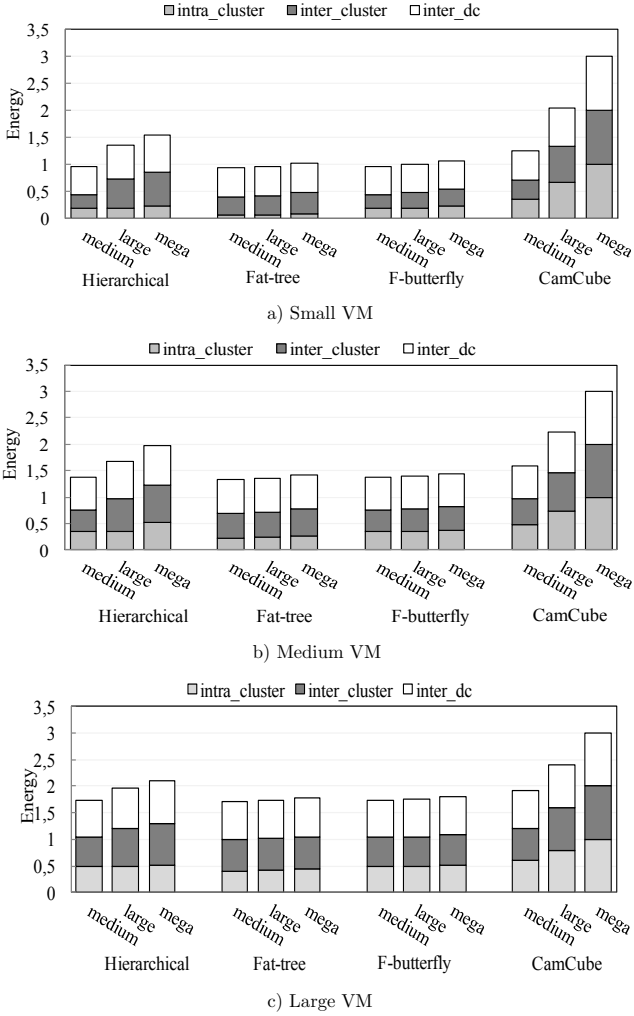 intra_cluster inter_cluster inter_dc
3,5
3
2,5
2
1,5
1
0,5
0
Energy
medium large mega medium large mega medium large mega medium large mega
Hierarchical Fat-tree F-butterfly CamCube
a) Small VM
intra_cluster inter_cluster inter_dc
3,5
3
2,5
2
1,5
1
0,5
0
Energy
medium large mega medium large mega medium large mega medium large mega
Hierarchical Fat-tree F-butterfly CamCube
b) Medium VM
intra_cluster inter_cluster inter_dc
3,5
3
2,5
2
1,5
1
0,5
0
Energy
medium large mega medium large mega medium large mega medium large mega
Hierarchical Fat-tree F-butterfly CamCube
c) Large VM